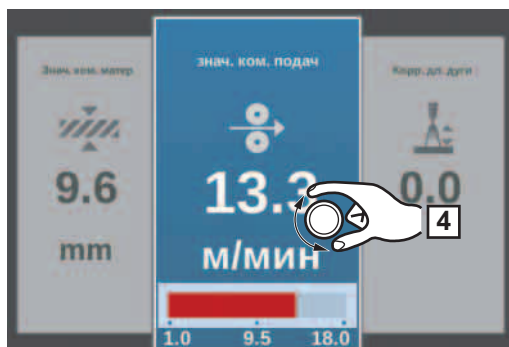 Знач. ком. матер
9.6
mm
знач. ком. подач
13.3
м/мин
1.0 9.5 18.0
Корр. дл. дуги
0.0
4